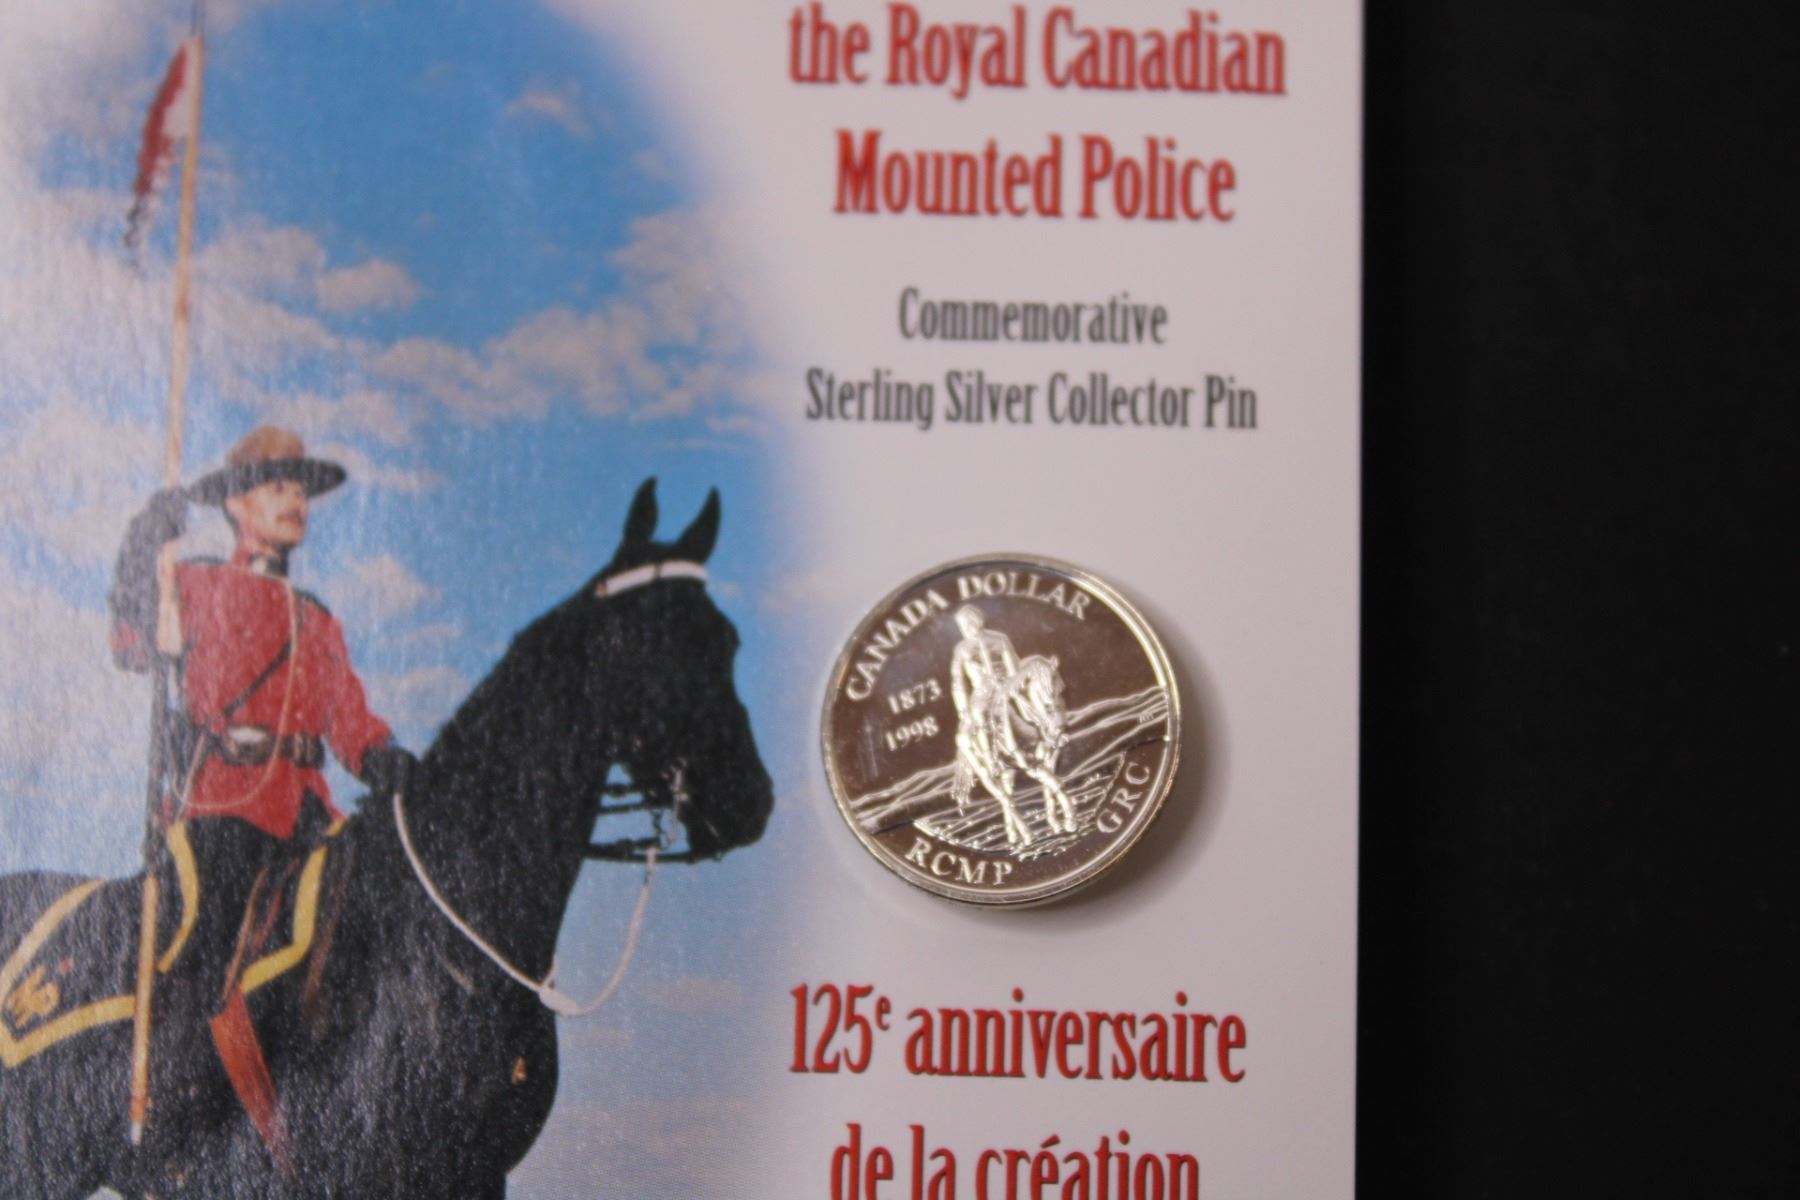 the Royal Canadian
Mounted Police
Commemorative
Sterling Silver Collector Pin
CANADA DOLLAR
1873
1998
RCMP
GRC
125e anniversaire
de la création